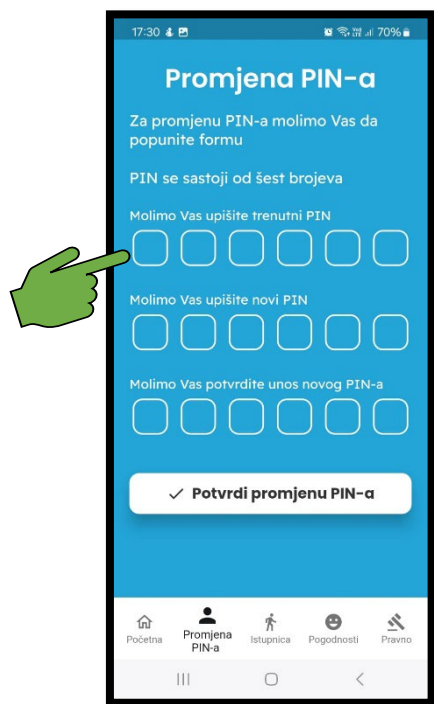 17:30
70%
Promjena PIN-a
Za promjenu PIN-a molimo Vas da
popunite formu
PIN se sastoji od šest brojeva
Molimo Vas upišite trenutni PIN
Molimo Vas upišite novi PIN
Molimo Vas potvrdite unos novog PIN-a
✓ Potvrdi promjenu PIN-a
Početna
Promjena
PIN-a
Istupnica
Pogodnosti
Pravno